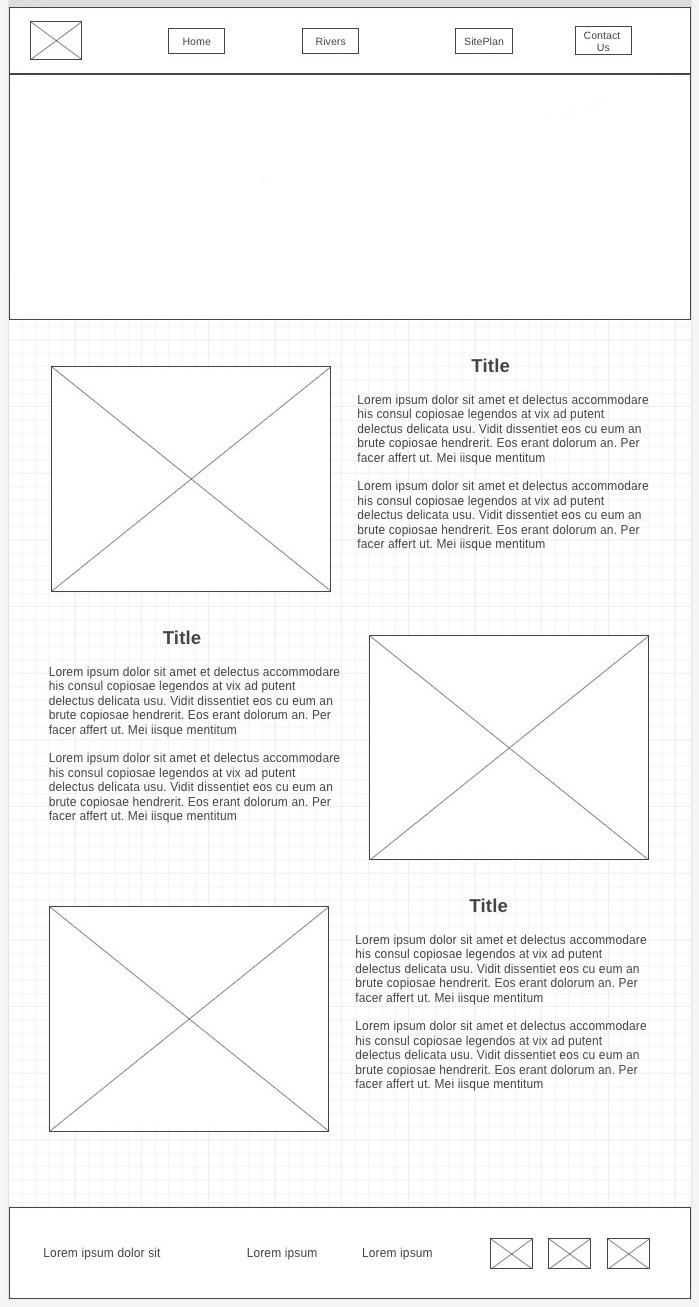 Home
Rivers
SitePlan
Contact
Us
Title
Lorem ipsum dolor sit amet et delectus accommodare
his consul copiosae legendos at vix ad putent
delectus delicata usu. Vidit dissentiet eos cu eum an
brute copiosae hendrerit. Eos erant dolorum an. Per
facer affert ut. Mei iisque mentitum
Lorem ipsum dolor sit amet et delectus accommodare
his consul copiosae legendos at vix ad putent
delectus delicata usu. Vidit dissentiet eos cu eum an
brute copiosae hendrerit. Eos erant dolorum an. Per
facer affert ut. Mei iisque mentitum
Title
Lorem ipsum dolor sit amet et delectus accommodare
his consul copiosae legendos at vix ad putent
delectus delicata usu. Vidit dissentiet eos cu eum an
brute copiosae hendrerit. Eos erant dolorum an. Per
facer affert ut. Mei iisque mentitum
Lorem ipsum dolor sit amet et delectus accommodare
his consul copiosae legendos at vix ad putent
delectus delicata usu. Vidit dissentiet eos cu eum an
brute copiosae hendrerit. Eos erant dolorum an. Per
facer affert ut. Mei iisque mentitum
Title
Lorem ipsum dolor sit amet et delectus accommodare
his consul copiosae legendos at vix ad putent
delectus delicata usu. Vidit dissentiet eos cu eum an
brute copiosae hendrerit. Eos erant dolorum an. Per
facer affert ut. Mei iisque mentitum
Lorem ipsum dolor sit amet et delectus accommodare
his consul copiosae legendos at vix ad putent
delectus delicata usu. Vidit dissentiet eos cu eum an
brute copiosae hendrerit. Eos erant dolorum an. Per
facer affert ut. Mei iisque mentitum
Lorem ipsum dolor sit
Lorem ipsum
Lorem ipsum